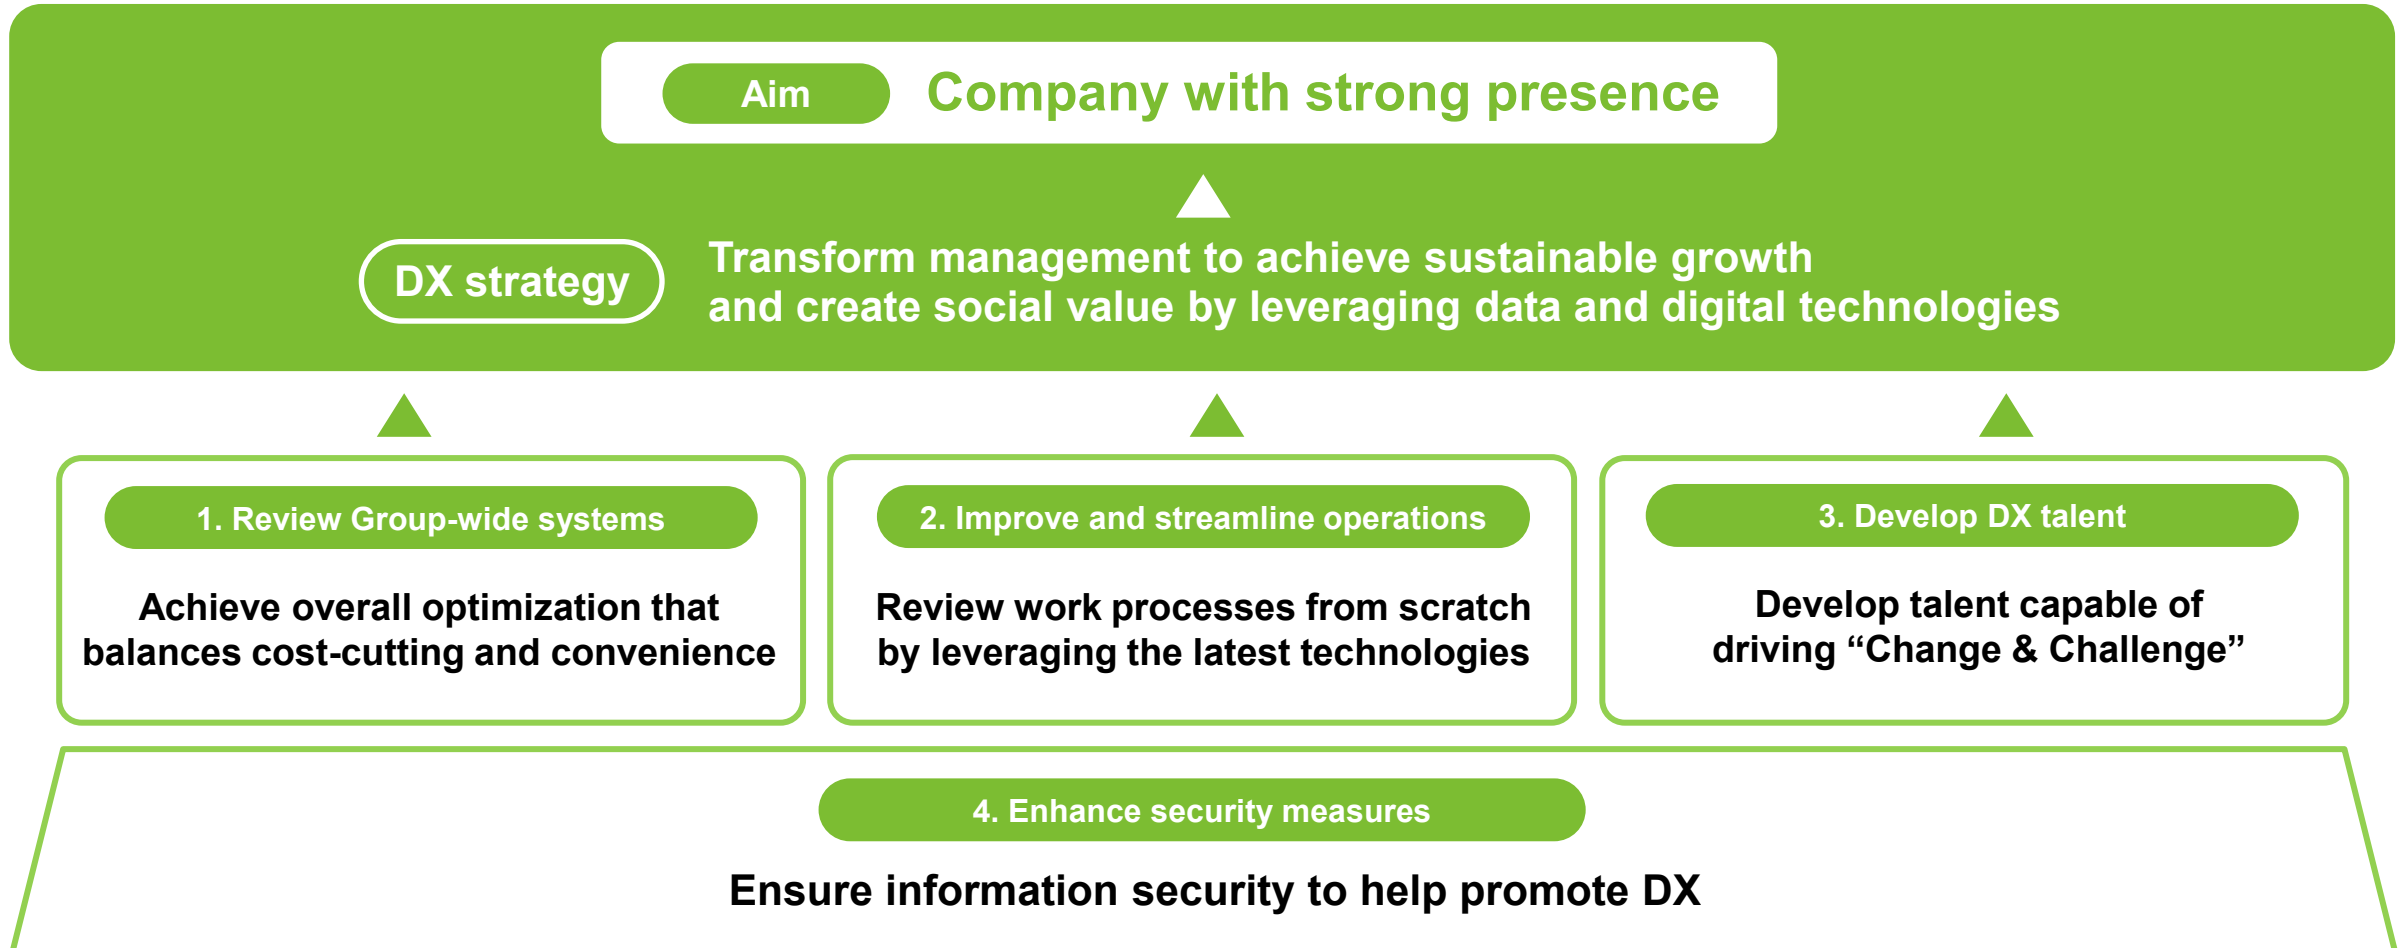 Aim
Company with strong presence
DX strategy
Transform management to achieve sustainable growth
and create social value by leveraging data and digital technologies
1. Review Group-wide systems
Achieve overall optimization that
balances cost-cutting and convenience
2. Improve and streamline operations
Review work processes from scratch
by leveraging the latest technologies
3. Develop DX talent
Develop talent capable of
driving “Change & Challenge”
4. Enhance security measures
Ensure information security to help promote DX